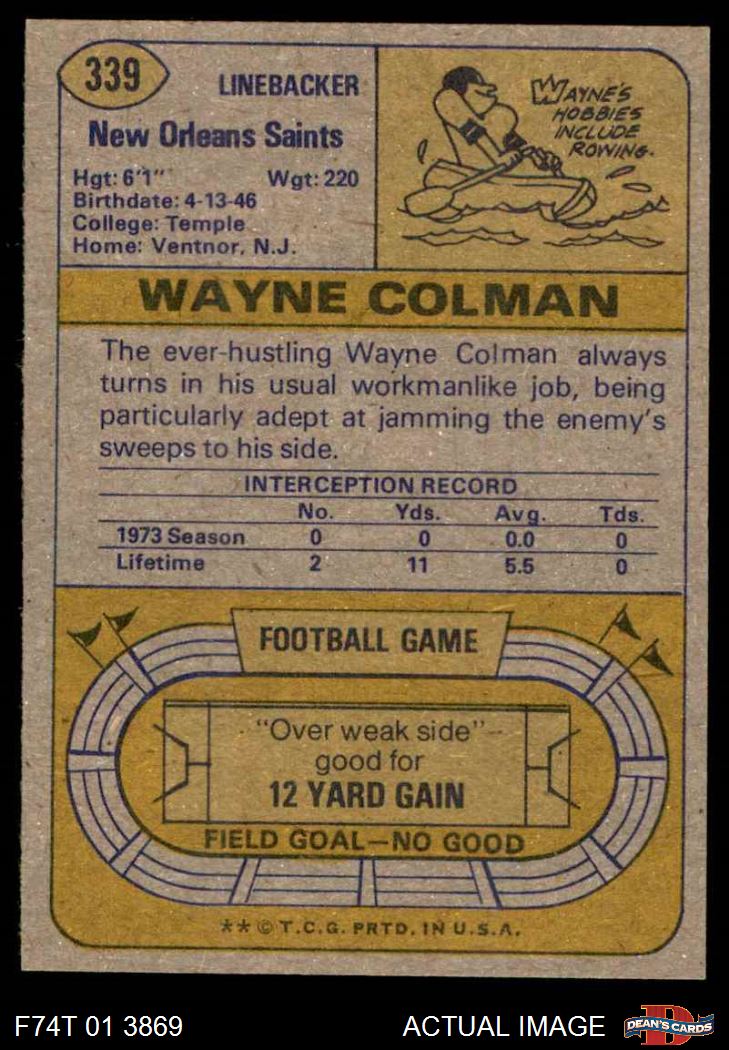 339
LINEBACKER
New Orleans Saints
Hgt: 6'1" Wgt: 220
Birthdate: 4-13-46
College: Temple
Home: Ventnor, N.J.
WAYNE'S
HOBBIES
INCLUDE
ROWING.
WAYNE COLMAN
The ever-hustling Wayne Colman always
turns in his usual workmanlike job, being
particularly adept at jamming the enemy's
sweeps to his side.
INTERCEPTION RECORD
No. Yds. Avg. Tds.
1973 Season 0 0 0.0 0
Lifetime 2 11 5.5 0
FOOTBALL GAME
"Over weak side"
good for
12 YARD GAIN
FIELD GOAL—NO GOOD
** © T.C.G. PRTD. IN U.S.A.
F74T 01 3869 ACTUAL IMAGE
D
DEAN'S CARDS